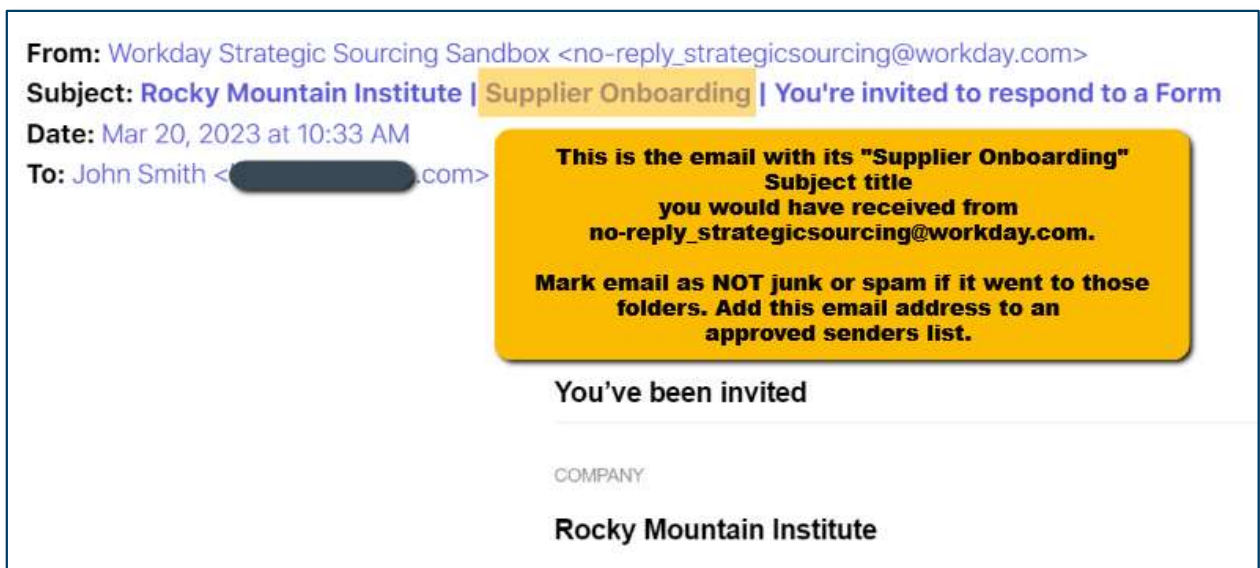 From: Workday Strategic Sourcing Sandbox <no-reply_strategicsourcing@workday.com>
Subject: Rocky Mountain Institute | Supplier Onboarding | You're invited to respond to a Form
Date: Mar 20, 2023 at 10:33 AM
To: John Smith < .com>
This is the email with its "Supplier Onboarding"
Subject title
you would have received from
no-reply_strategicsourcing@workday.com.
Mark email as NOT junk or spam if it went to those
folders. Add this email address to an
approved senders list.
You've been invited
COMPANY
Rocky Mountain Institute